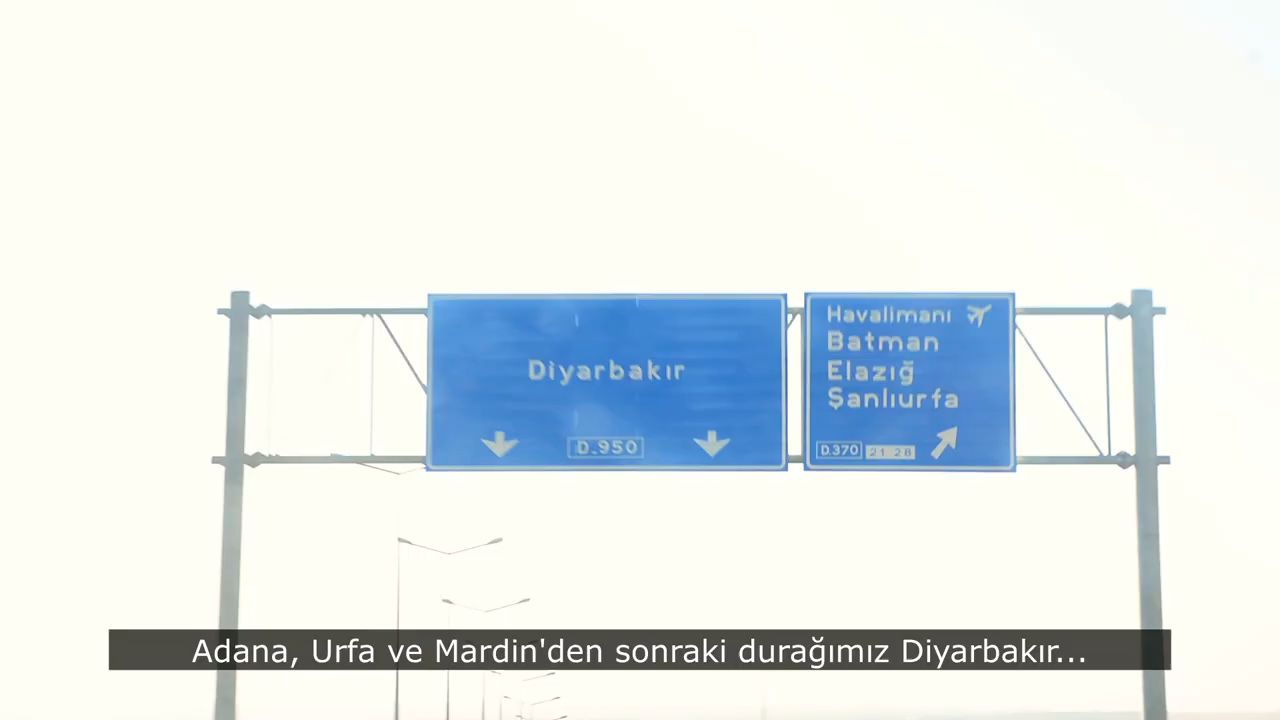 Diyarbakır
D.950
Havalimanı
Batman
Elazığ
Şanlıurfa
D.370 21 28
Adana, Urfa ve Mardin'den sonraki durağımız Diyarbakır...